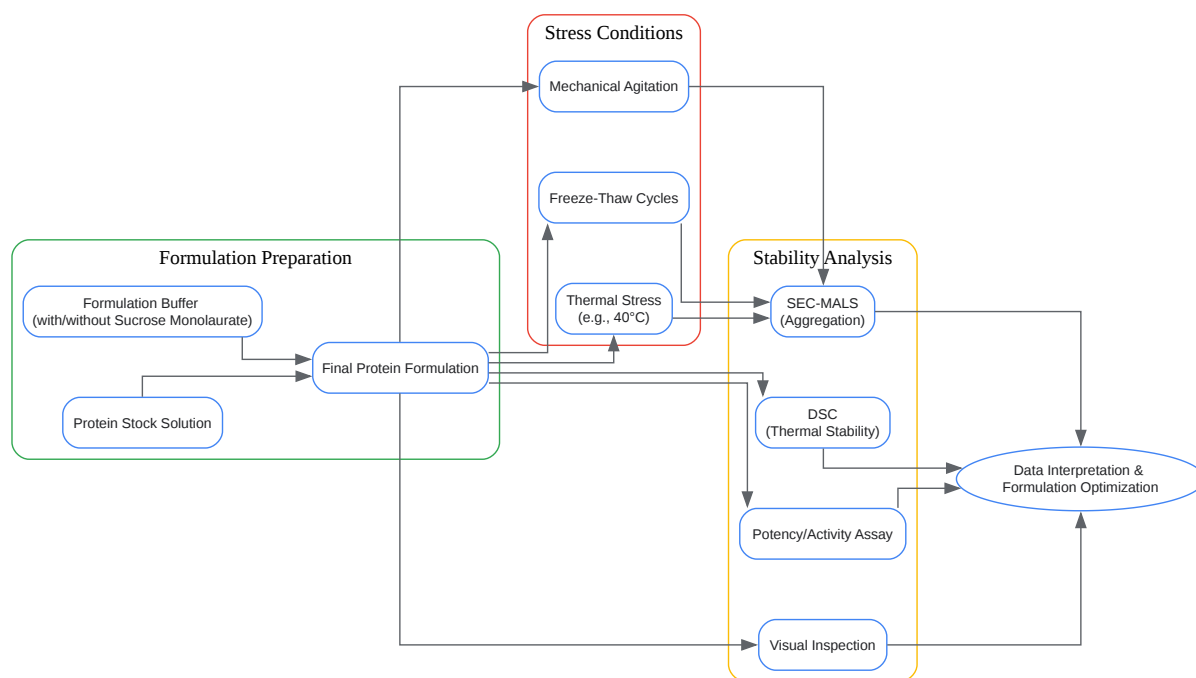 Stress Conditions
Mechanical Agitation
Freeze-Thaw Cycles
Thermal Stress
(e.g., 40°C)
Formulation Preparation
Formulation Buffer
(with/without Sucrose Monolaurate)
Final Protein Formulation
Protein Stock Solution
Stability Analysis
SEC-MALS
(Aggregation)
DSC
(Thermal Stability)
Potency/Activity Assay
Visual Inspection
Data Interpretation &
Formulation Optimization